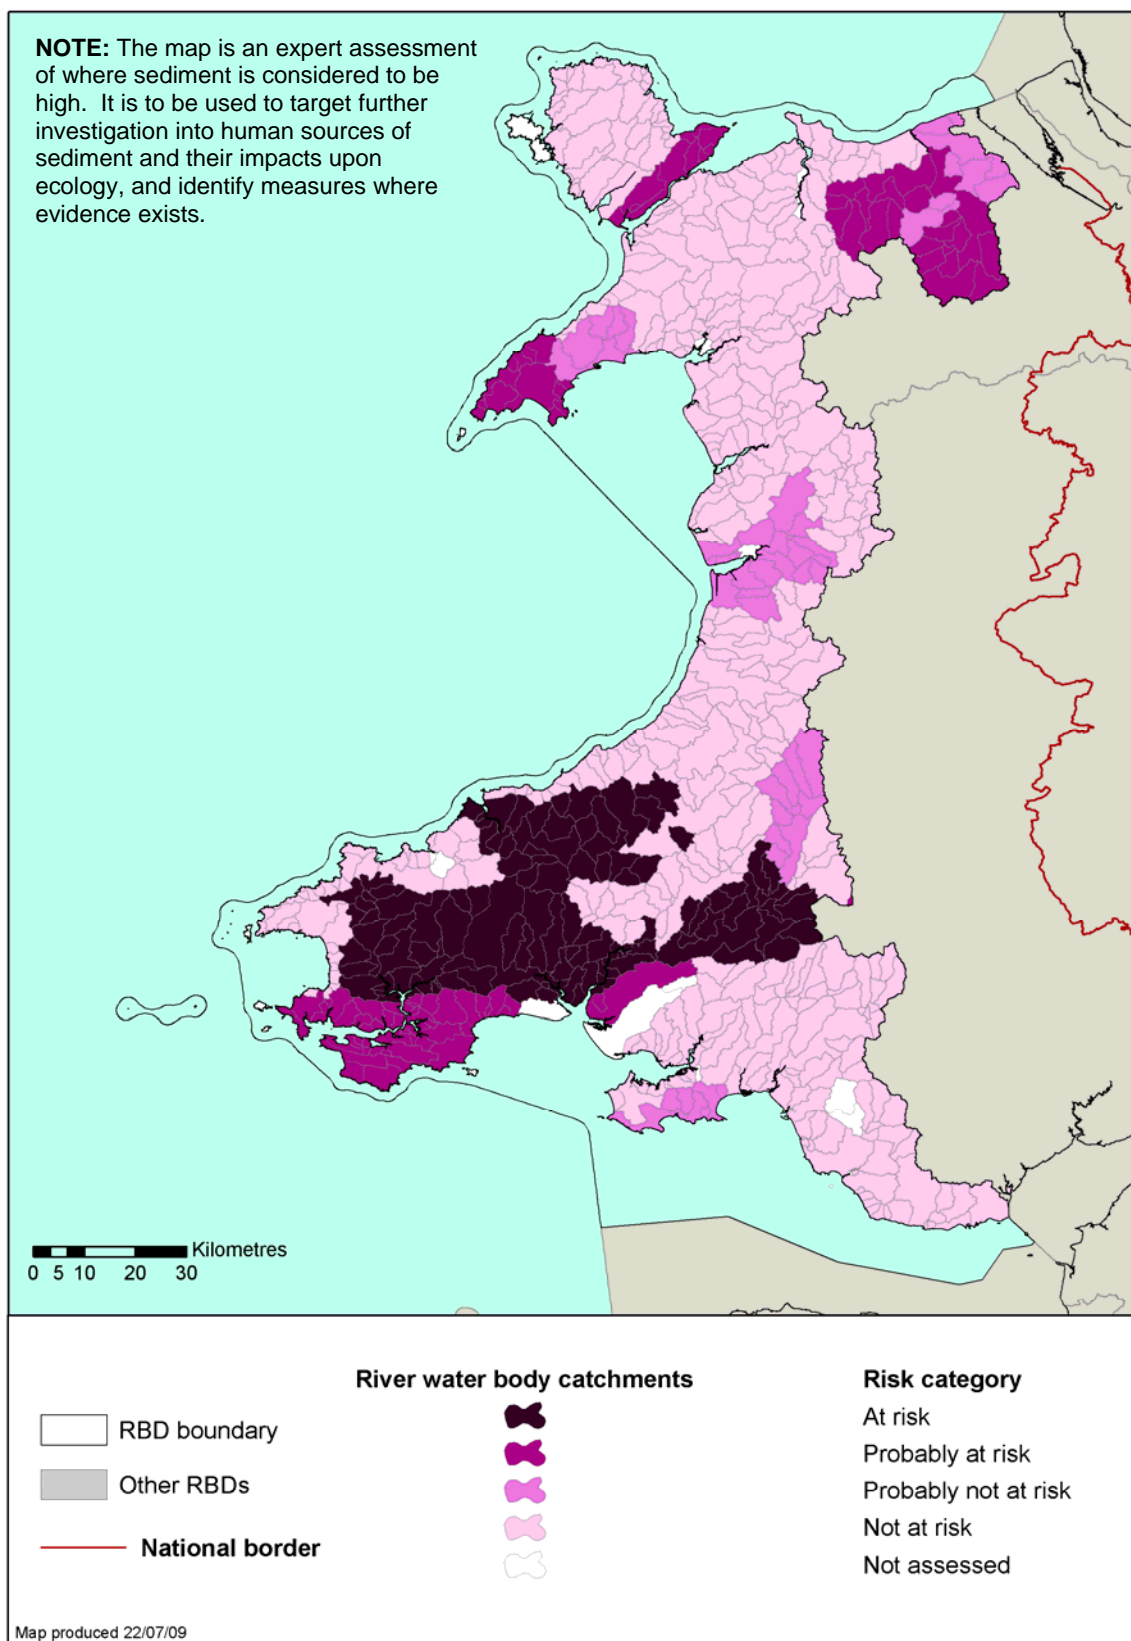 NOTE: The map is an expert assessment
of where sediment is considered to be
high. It is to be used to target further
investigation into human sources of
sediment and their impacts upon
ecology, and identify measures where
evidence exists.
Kilometres
0 5 10 20 30
River water body catchments
Risk category
RBD boundary
Other RBDs
National border
At risk
Probably at risk
Probably not at risk
Not at risk
Not assessed
Map produced 22/07/09